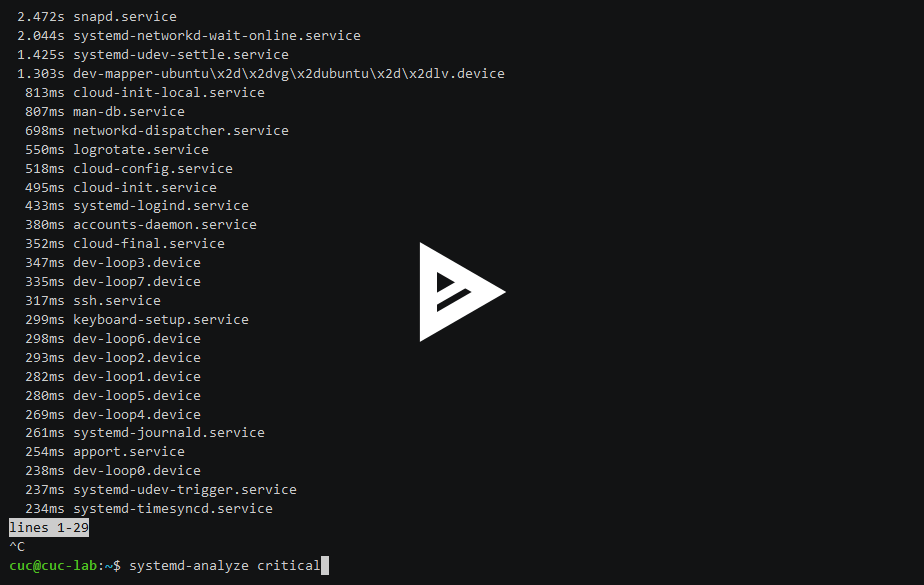 2.472s snapd.service
2.044s systemd-networkd-wait-online.service
1.425s systemd-udev-settle.service
1.303s dev-mapper-ubuntu\x2d\x2dvg\x2dubuntu\x2d\x2dlv.device
813ms cloud-init-local.service
807ms man-db.service
698ms networkd-dispatcher.service
550ms logrotate.service
518ms cloud-config.service
495ms cloud-init.service
433ms systemd-logind.service
380ms accounts-daemon.service
352ms cloud-final.service
347ms dev-loop3.device
335ms dev-loop7.device
317ms ssh.service
299ms keyboard-setup.service
298ms dev-loop6.device
293ms dev-loop2.device
282ms dev-loop1.device
280ms dev-loop5.device
269ms dev-loop4.device
261ms systemd-journald.service
254ms apport.service
238ms dev-loop0.device
237ms systemd-udev-trigger.service
234ms systemd-timesyncd.service
lines 1-29
^C
cuc@cuc-lab:~$ systemd-analyze critical